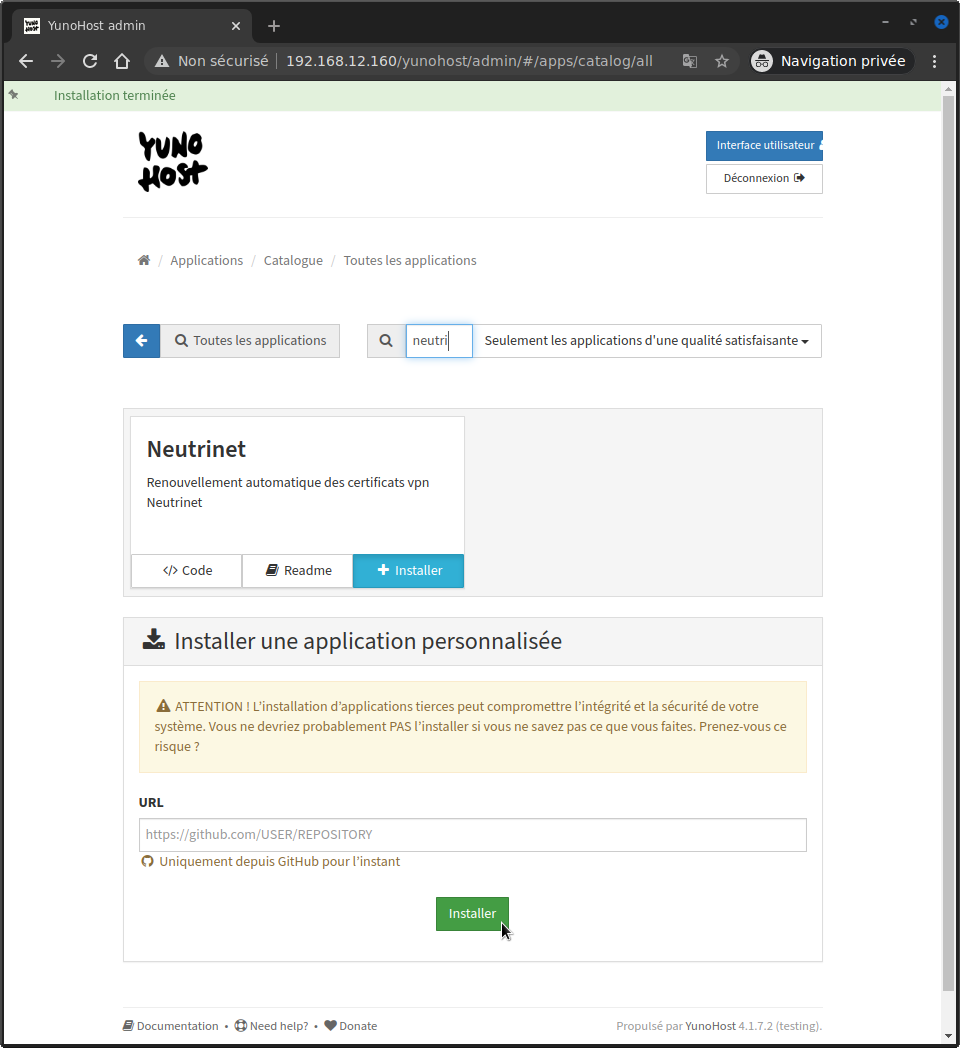 YunoHost admin
Non sécurisé 192.168.12.160/yunohost/admin/#/apps/catalog/all Navigation privée
Installation terminée
YUNO
HOST
Interface utilisateur
Déconnexion
/ Applications / Catalogue / Toutes les applications
Toutes les applications neutri Seulement les applications d'une qualité satisfaisante
Neutrinet
Renouvellement automatique des certificats vpn
Neutrinet
</> Code Readme Installer
Installer une application personnalisée
ATTENTION ! L’installation d’applications tierces peut compromettre l’intégrité et la sécurité de votre
système. Vous ne devriez probablement PAS l’installer si vous ne savez pas ce que vous faites. Prenez-vous ce
risque ?
URL
https://github.com/USER/REPOSITORY
Uniquement depuis GitHub pour l’instant
Installer
Documentation • Need help? • Donate Propulsé par YunoHost 4.1.7.2 (testing).